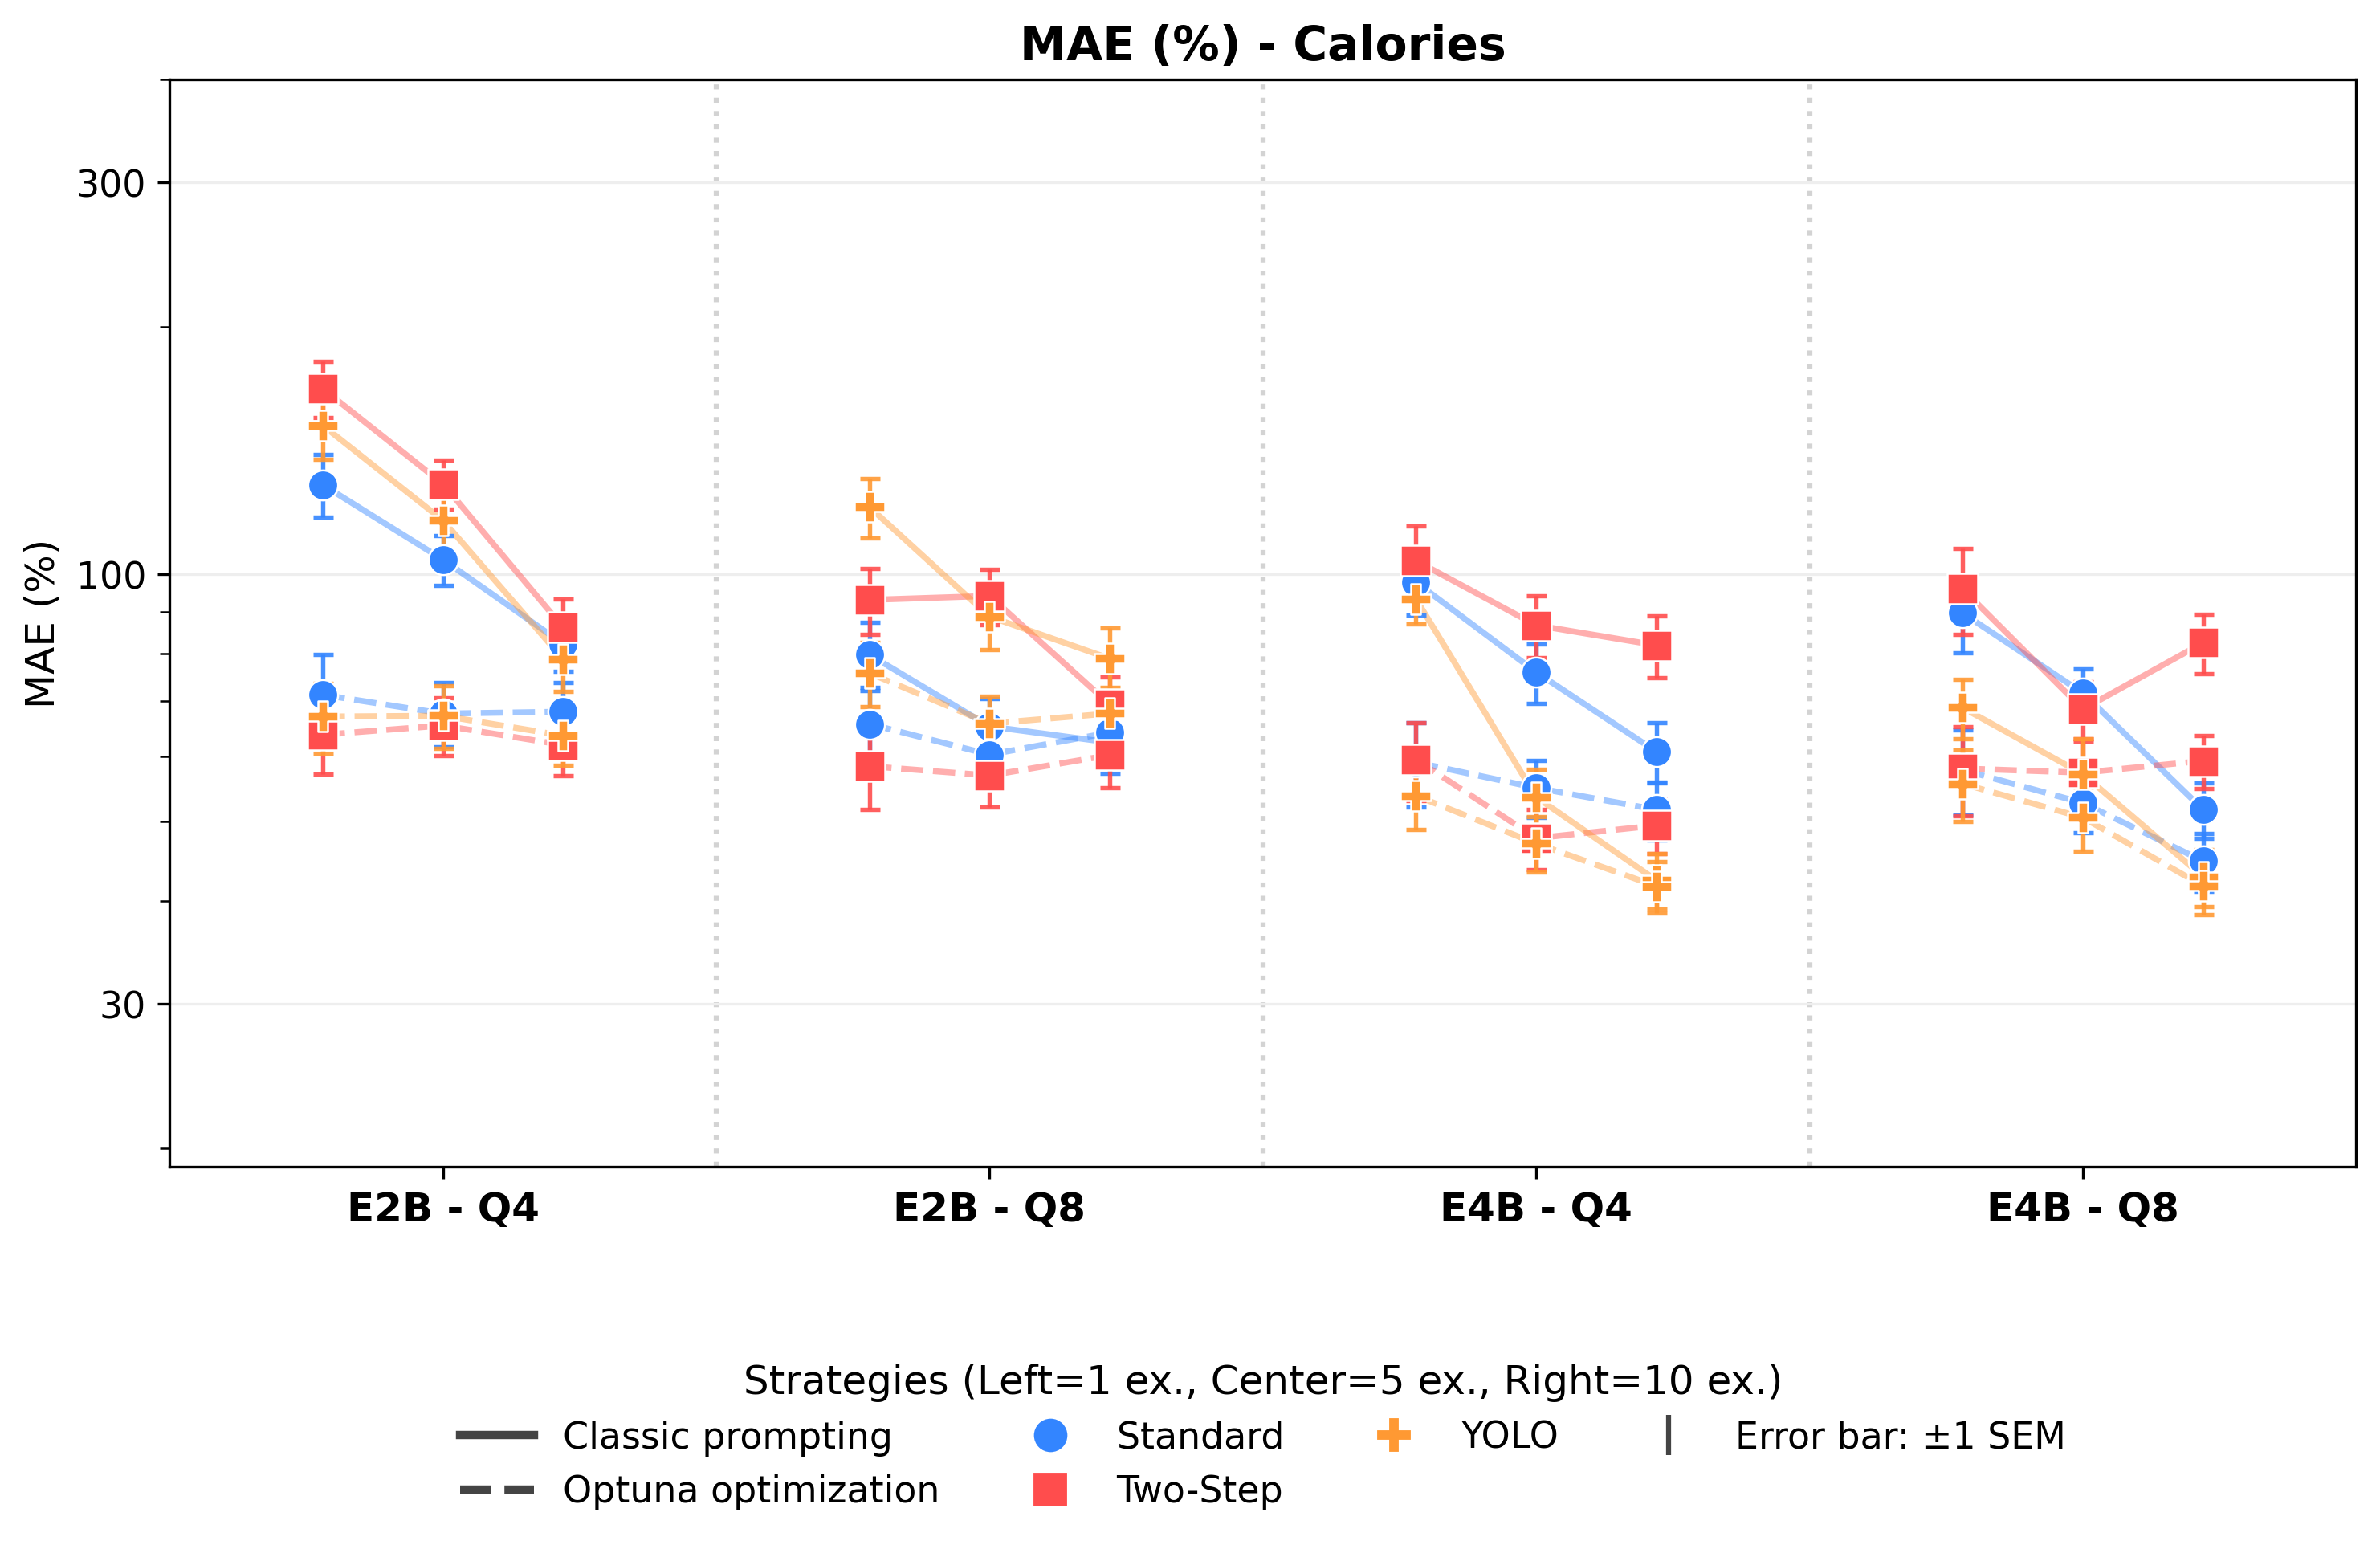 MAE (%) - Calories
MAE (%)
300
100
30
E2B - Q4
E2B - Q8
E4B - Q4
E4B - Q8
Strategies (Left=1 ex., Center=5 ex., Right=10 ex.)
Classic prompting
Optuna optimization
Standard
Two-Step
YOLO
Error bar: ±1 SEM